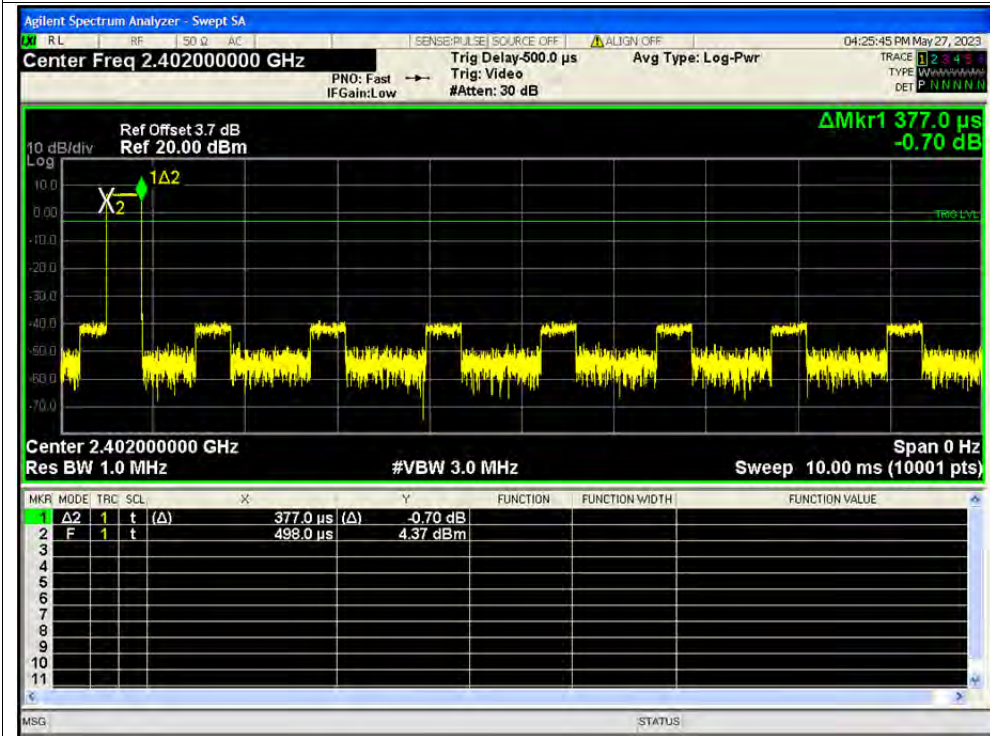 Agilent Spectrum Analyzer - Swept SA
RL RF 50 Ω AC SENSE:PULSE SOURCE OFF ALIGN OFF 04:25:45 PM May 27, 2023
Center Freq 2.402000000 GHz
Trig Delay-500.0 µs Avg Type: Log-Pwr
TRACE 1 2 3 4 5
PNO: Fast Trig: Video
TYPE
IFGain:Low #Atten: 30 dB
DET P N N N N N
ΔMkr1 377.0 µs
-0.70 dB
Ref Offset 3.7 dB
10 dB/div Ref 20.00 dBm
Log
1Δ2
10.0
2
0.00
TRIG LVL
-10.0
-20.0
-30.0
-40.0
-50.0
-60.0
-70.0
Center 2.402000000 GHz Span 0 Hz
Res BW 1.0 MHz #VBW 3.0 MHz Sweep 10.00 ms (10001 pts)
MKR MODE TRC SCL X Y FUNCTION FUNCTION WIDTH FUNCTION VALUE
1 Δ2 1 t (Δ) 377.0 µs (Δ) -0.70 dB
2 F 1 t 498.0 µs 4.37 dBm
3
4
5
6
7
8
9
10
11
MSG STATUS